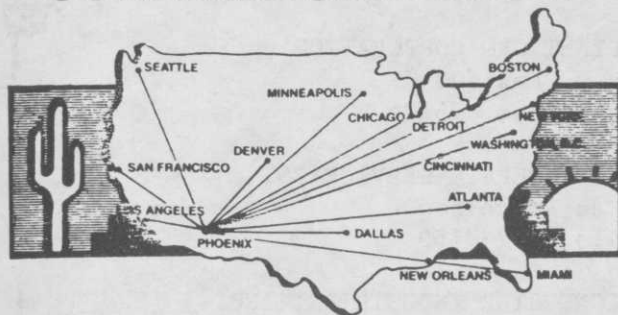 SEATTLE
BOSTON
MINNEAPOLIS
CHICAGO
DETROIT
NEW YORK
WASHINGTON, D.C.
DENVER
CINCINNATI
SAN FRANCISCO
LOS ANGELES
ATLANTA
PHOENIX
DALLAS
NEW ORLEANS
MIAMI